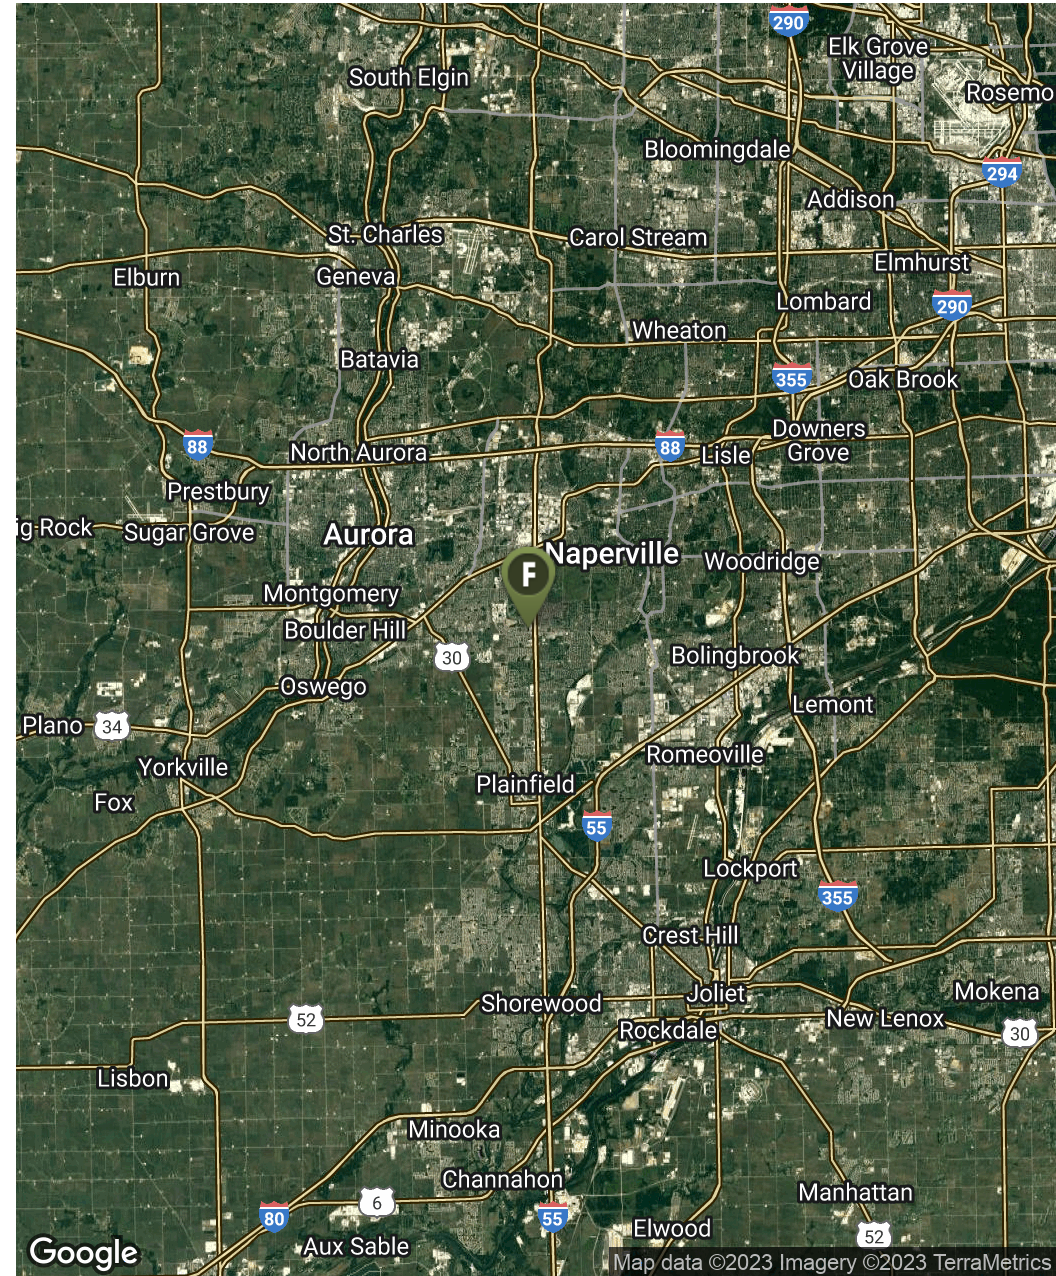 290
Elk Grove
Village
South Elgin
Rosemo
Bloomingdale
294
Addison
St. Charles
Carol Stream
Elmhurst
Elburn
Geneva
Lombard
290
Wheaton
Batavia
355
Oak Brook
Downers
Grove
88
88
North Aurora
Lisle
Prestbury
ig Rock
Sugar Grove
Aurora
Naperville
Woodridge
F
Montgomery
Boulder Hill
30
Bolingbrook
Oswego
Lemont
Plano
34
Romeoville
Yorkville
Plainfield
Fox
55
Lockport
355
Crest Hill
Shorewood
Joliet
Mokena
52
Rockdale
New Lenox
30
Lisbon
Minooka
Channahon
Manhattan
6
80
55
Elwood
52
Aux Sable
Google
Map data ©2023 Imagery ©2023 TerraMetrics